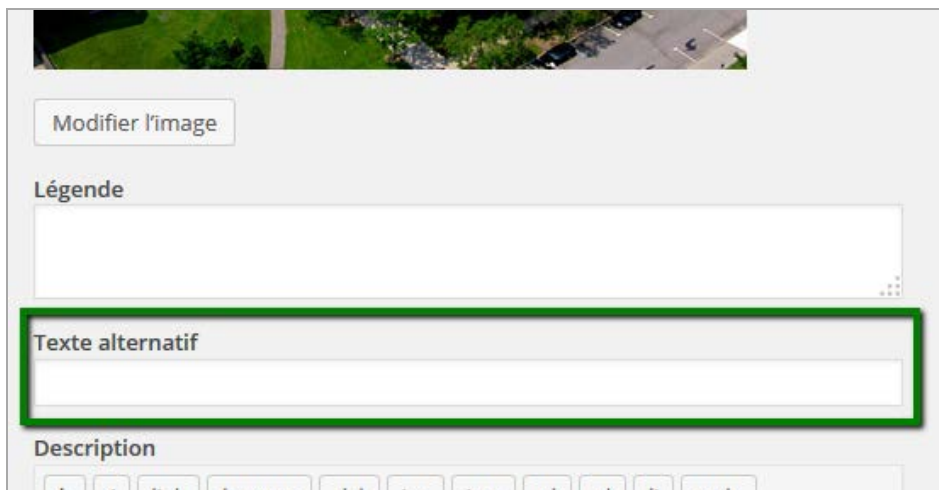 Modifier l'image
Légende
Texte alternatif
Description